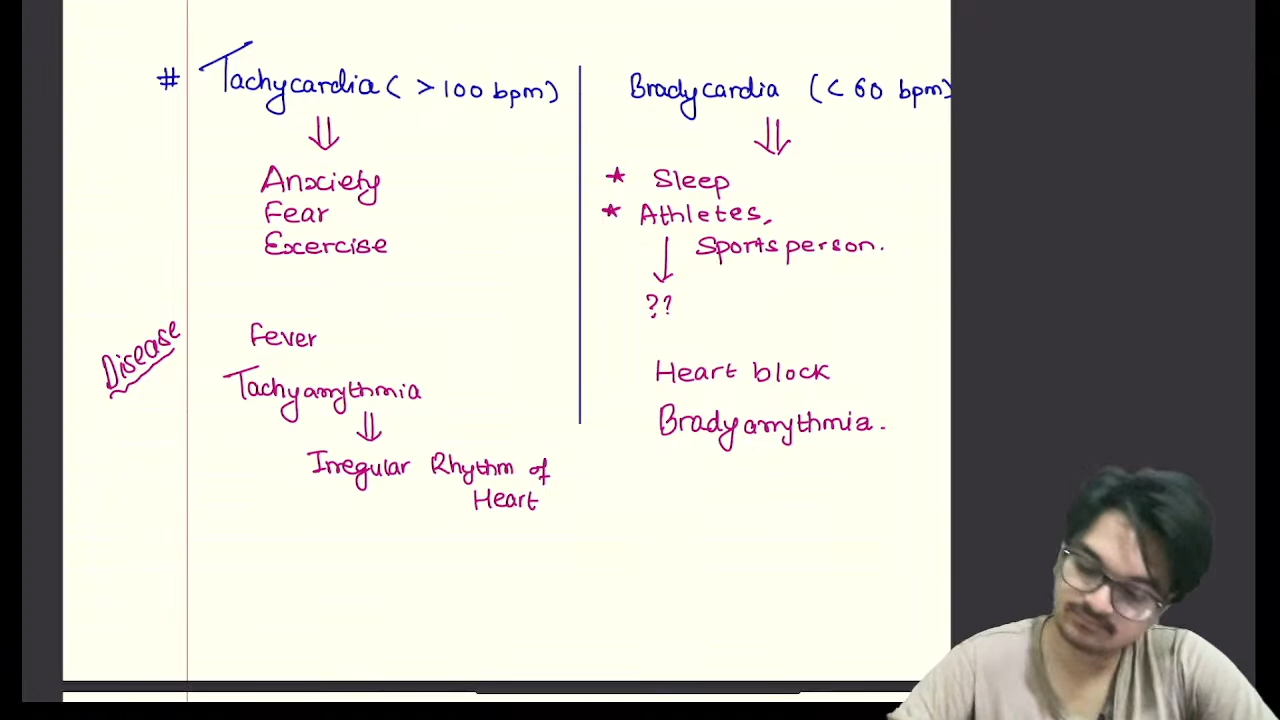 # Tachycardia ( > 100 bpm)
Anxiety
Fear
Exercise
Disease
Fever
Tachyarrythmia
Irregular Rhythm of
Heart
Bradycardia ( < 60 bpm)
* Sleep
* Athletes,
Sportsperson.
??
Heart block
Bradyarrythmia.